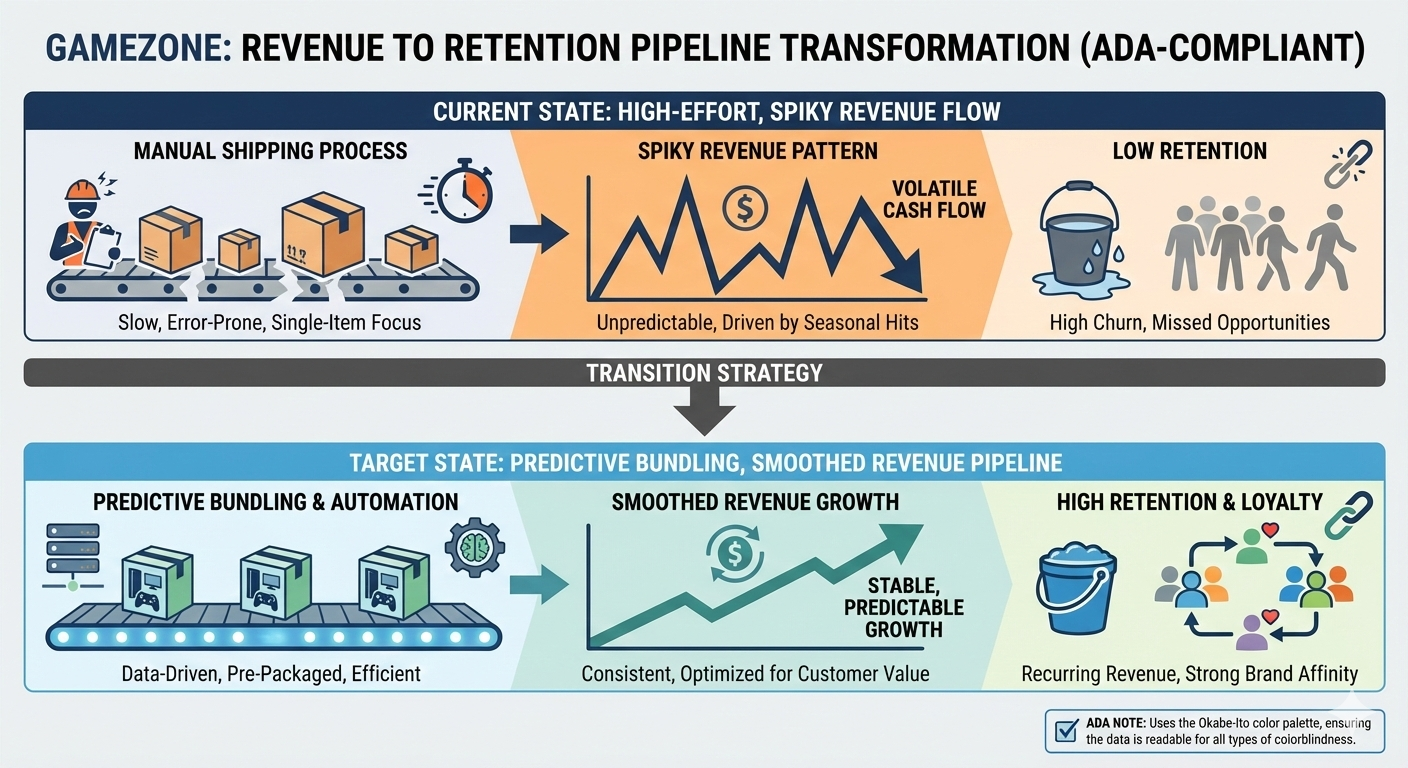 GAMEZONE: REVENUE TO RETENTION PIPELINE TRANSFORMATION (ADA-COMPLIANT)
CURRENT STATE: HIGH-EFFORT, SPIKY REVENUE FLOW
MANUAL SHIPPING PROCESS
Slow, Error-Prone, Single-Item Focus
SPIKY REVENUE PATTERN
$
VOLATILE
CASH FLOW
Unpredictable, Driven by Seasonal Hits
LOW RETENTION
High Churn, Missed Opportunities
TRANSITION STRATEGY
TARGET STATE: PREDICTIVE BUNDLING, SMOOTHED REVENUE PIPELINE
PREDICTIVE BUNDLING & AUTOMATION
Data-Driven, Pre-Packaged, Efficient
SMOOTHED REVENUE GROWTH
$
STABLE,
PREDICTABLE
GROWTH
Consistent, Optimized for Customer Value
HIGH RETENTION & LOYALTY
Recurring Revenue, Strong Brand Affinity
ADA NOTE: Uses the Okabe-Ito color palette, ensuring
the data is readable for all types of colorblindness.